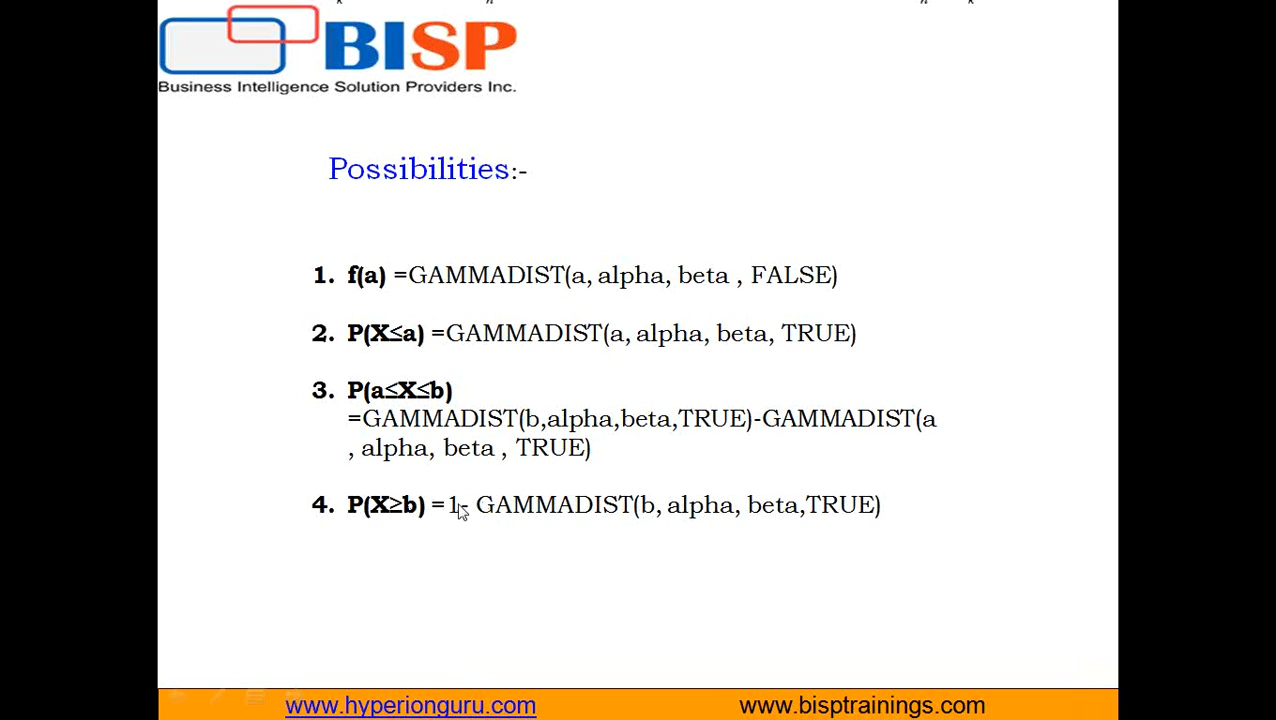 BISP
Business Intelligence Solution Providers Inc.
Possibilities:-
1. f(a) =GAMMADIST(a, alpha, beta , FALSE)
2. P(X≤a) =GAMMADIST(a, alpha, beta, TRUE)
3. P(a≤X≤b)
=GAMMADIST(b,alpha,beta,TRUE)-GAMMADIST(a
, alpha, beta , TRUE)
4. P(X≥b) =1- GAMMADIST(b, alpha, beta,TRUE)
www.hyperionguru.com www.bisptrainings.com